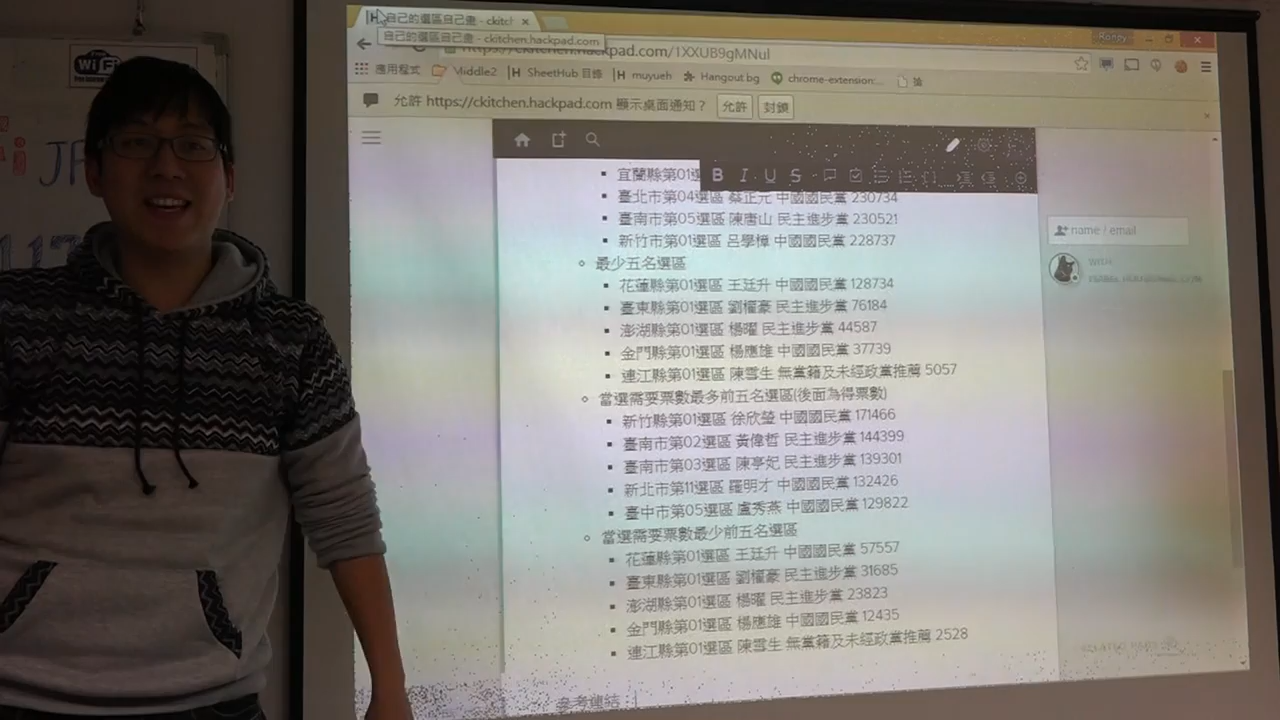 Free
WiFi
JF
117
自己的選區自己畫 - ckitch
自己的選區自己畫 - ckitchen.hackpad.com
https://ckitchen.hackpad.com/1XXUB9gMNul
Ronny
應用程式 Middle2 SheetHub 目錄 muyueh Hangout bg chrome-extension:...
允許 https://ckitchen.hackpad.com 顯示桌面通知？ 允許 封鎖
B I U S
宜蘭縣第01選
臺北市第04選區 蔡正元 中國國民黨 230734
臺南市第05選區 陳唐山 民主進步黨 230521
新竹市第01選區 呂學樟 中國國民黨 228737
最少五名選區
花蓮縣第01選區 王廷升 中國國民黨 128734
臺東縣第01選區 劉櫂豪 民主進步黨 76184
澎湖縣第01選區 楊曜 民主進步黨 44587
金門縣第01選區 楊應雄 中國國民黨 37739
連江縣第01選區 陳雪生 無黨籍及未經政黨推薦 5057
當選需要票數最多前五名選區(後面為得票數)
新竹縣第01選區 徐欣瑩 中國國民黨 171466
臺南市第02選區 黃偉哲 民主進步黨 144399
臺南市第03選區 陳亭妃 民主進步黨 139301
新北市第11選區 羅明才 中國國民黨 132426
臺中市第05選區 盧秀燕 中國國民黨 129822
當選需要票數最少前五名選區
花蓮縣第01選區 王廷升 中國國民黨 57557
臺東縣第01選區 劉櫂豪 民主進步黨 31685
澎湖縣第01選區 楊曜 民主進步黨 23823
金門縣第01選區 楊應雄 中國國民黨 12435
連江縣第01選區 陳雪生 無黨籍及未經政黨推薦 2528
參考連結：
name / email